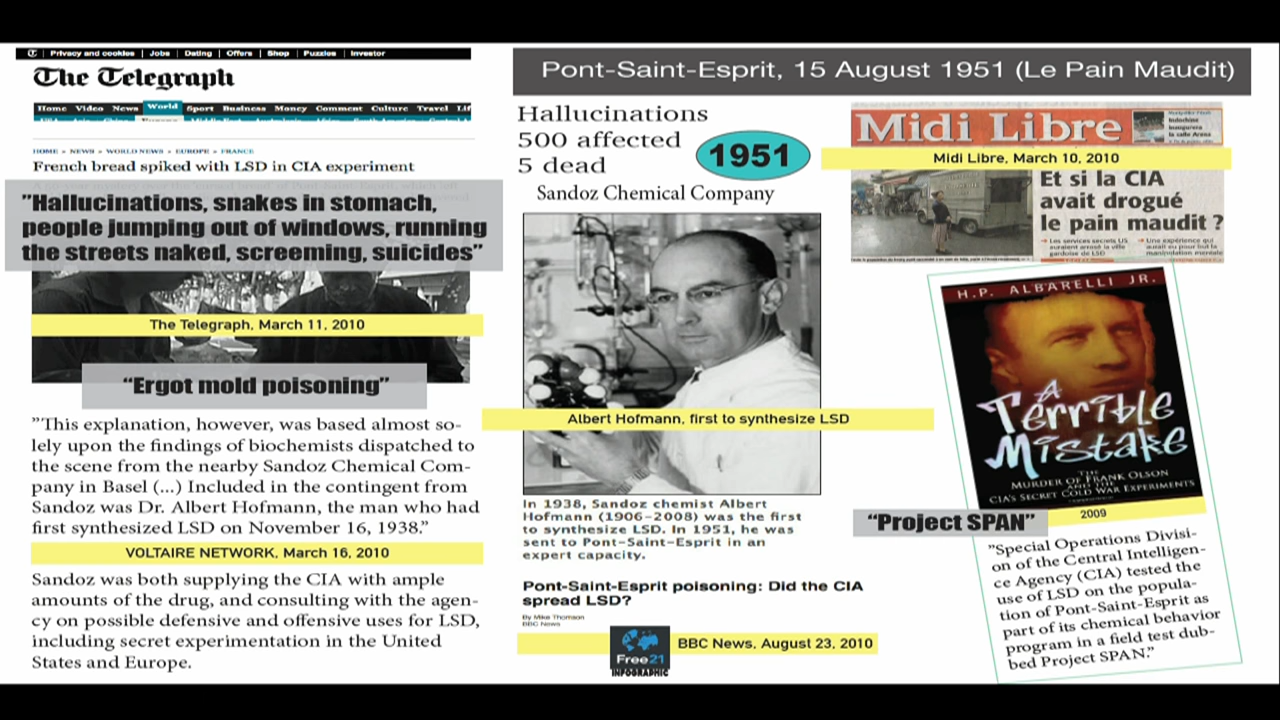 Privacy and cookies | Jobs | Dating | Offers | Shop | Puzzles | Investor
The Telegraph
Home Video News World Sport Business Money Comment Culture Travel Lif
HOME » NEWS » WORLD NEWS » EUROPE » FRANCE
French bread spiked with LSD in CIA experiment
"Hallucinations, snakes in stomach,
people jumping out of windows, running
the streets naked, screeming, suicides"
The Telegraph, March 11, 2010
"Ergot mold poisoning"
"This explanation, however, was based almost so-
lely upon the findings of biochemists dispatched to
the scene from the nearby Sandoz Chemical Com-
pany in Basel (...) Included in the contingent from
Sandoz was Dr. Albert Hofmann, the man who had
first synthesized LSD on November 16, 1938."
VOLTAIRE NETWORK, March 16, 2010
Sandoz was both supplying the CIA with ample
amounts of the drug, and consulting with the agen-
cy on possible defensive and offensive uses for LSD,
including secret experimentation in the United
States and Europe.
Pont-Saint-Esprit, 15 August 1951 (Le Pain Maudit)
Hallucinations
500 affected
5 dead
1951
Sandoz Chemical Company
Albert Hofmann, first to synthesize LSD
In 1938, Sandoz chemist Albert
Hofmann (1906-2008) was the first
to synthesize LSD. In 1951, he was
sent to Pont-Saint-Esprit in an
expert capacity.
Pont-Saint-Esprit poisoning: Did the CIA
spread LSD?
By Mike Thomson
BBC News
BBC News, August 23, 2010
Free21
INFOGRAPHIC
Midi Libre
Midi Libre, March 10, 2010
Et si la CIA
avait drogué
le pain maudit ?
H.P. ALBARELLI JR.
A
Terrible
Mistake
THE
MURDER OF FRANK OLSON
AND THE
CIA'S SECRET COLD WAR EXPERIMENTS
2009
"Project SPAN"
"Special Operations Divisi-
on of the Central Intelligen-
ce Agency (CIA) tested the
use of LSD on the popula-
tion of Pont-Saint-Esprit as
part of its chemical behavior
program in a field test dub-
bed Project SPAN."